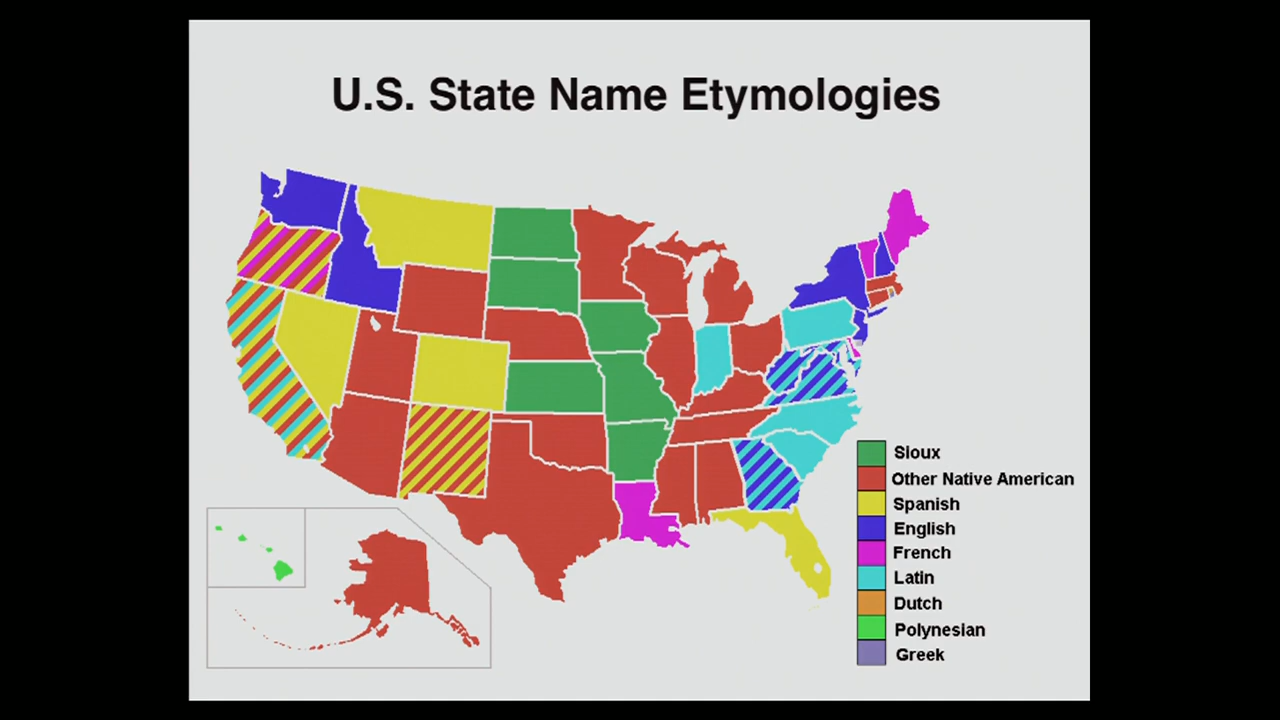 U.S. State Name Etymologies
Sioux
Other Native American
Spanish
English
French
Latin
Dutch
Polynesian
Greek